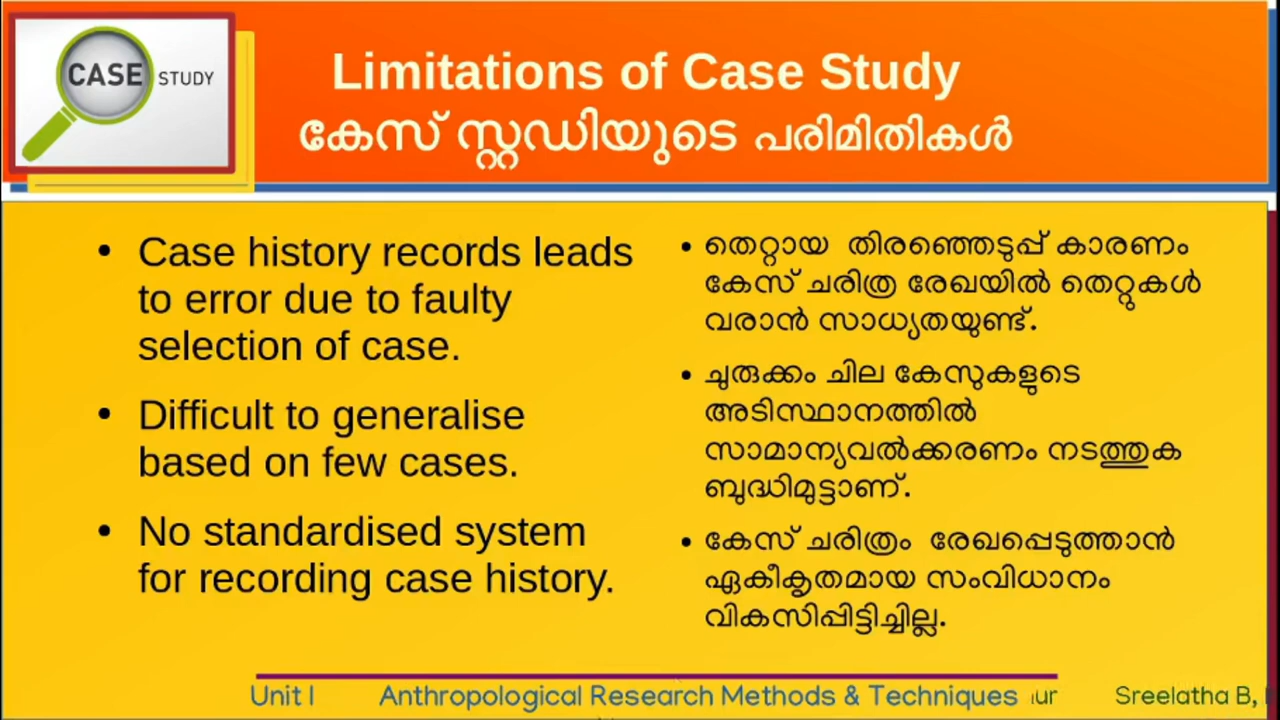 CASE STUDY
Limitations of Case Study
കേസ് സ്റ്റഡിയുടെ പരിമിതികൾ
• Case history records leads
to error due to faulty
selection of case.
• Difficult to generalise
based on few cases.
• No standardised system
for recording case history.
• തെറ്റായ തിരഞ്ഞെടുപ്പ് കാരണം
കേസ് ചരിത്ര രേഖയിൽ തെറ്റുകൾ
വരാൻ സാധ്യതയുണ്ട്.
• ചുരുക്കം ചില കേസുകളുടെ
അടിസ്ഥാനത്തിൽ
സാമാന്യവൽക്കരണം നടത്തുക
ബുദ്ധിമുട്ടാണ്.
• കേസ് ചരിത്രം രേഖപ്പെടുത്താൻ
ഏകീകൃതമായ സംവിധാനം
വികസിപ്പിട്ടിച്ചില്ല.
Unit I Anthropological Research Methods & Techniques Sreelatha B,